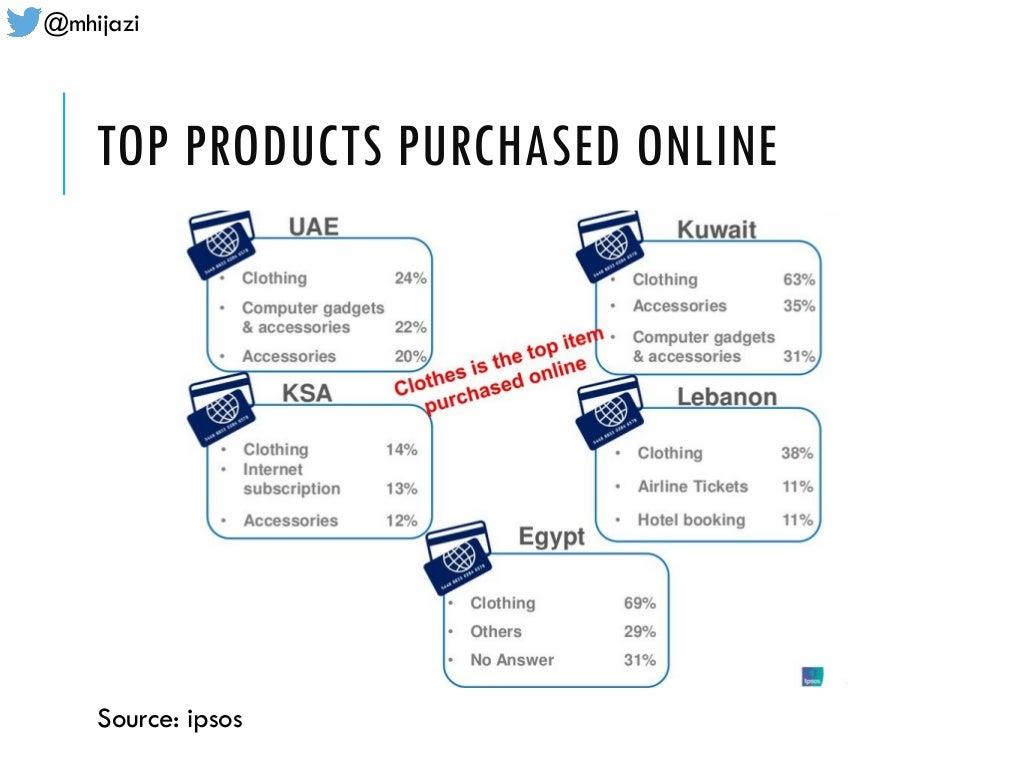 @mhijazi
TOP PRODUCTS PURCHASED ONLINE
UAE
• Clothing 24%
• Computer gadgets
& accessories 22%
• Accessories 20%
Kuwait
• Clothing 63%
• Accessories 35%
• Computer gadgets
& accessories 31%
Clothes is the top item
purchased online
KSA
• Clothing 14%
• Internet
subscription 13%
• Accessories 12%
Lebanon
• Clothing 38%
• Airline Tickets 11%
• Hotel booking 11%
Egypt
• Clothing 69%
• Others 29%
• No Answer 31%
Ipsos
Source: ipsos